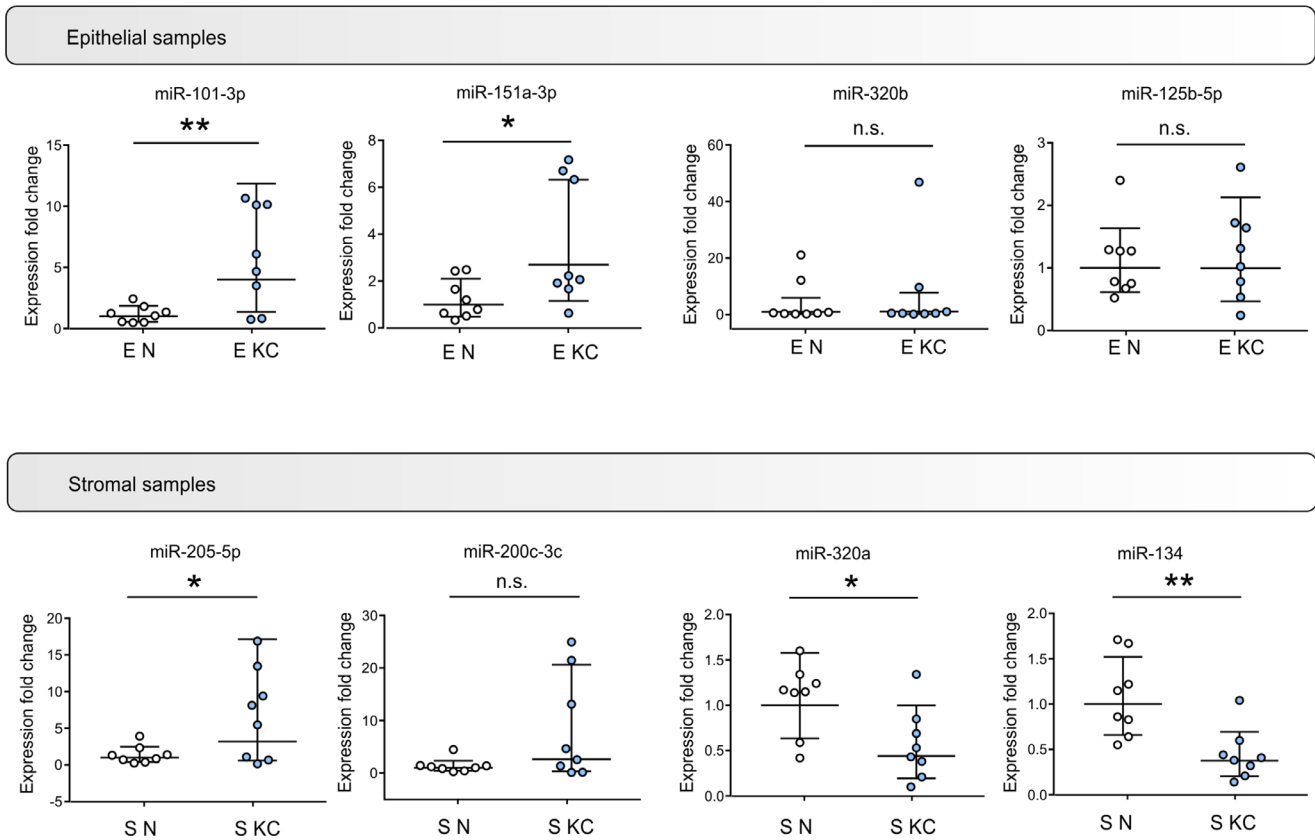 Epithelial samples
miR-101-3p
**
Expression fold change
15
10
5
0
E N E KC
miR-151a-3p
*
Expression fold change
8
6
4
2
0
E N E KC
miR-320b
n.s.
Expression fold change
60
40
20
0
E N E KC
miR-125b-5p
n.s.
Expression fold change
3
2
1
0
E N E KC
Stromal samples
miR-205-5p
*
Expression fold change
20
15
10
5
0
-5
S N S KC
miR-200c-3c
n.s.
Expression fold change
30
20
10
0
S N S KC
miR-320a
*
Expression fold change
2.0
1.5
1.0
0.5
0.0
S N S KC
miR-134
**
Expression fold change
2.0
1.5
1.0
0.5
0.0
S N S KC